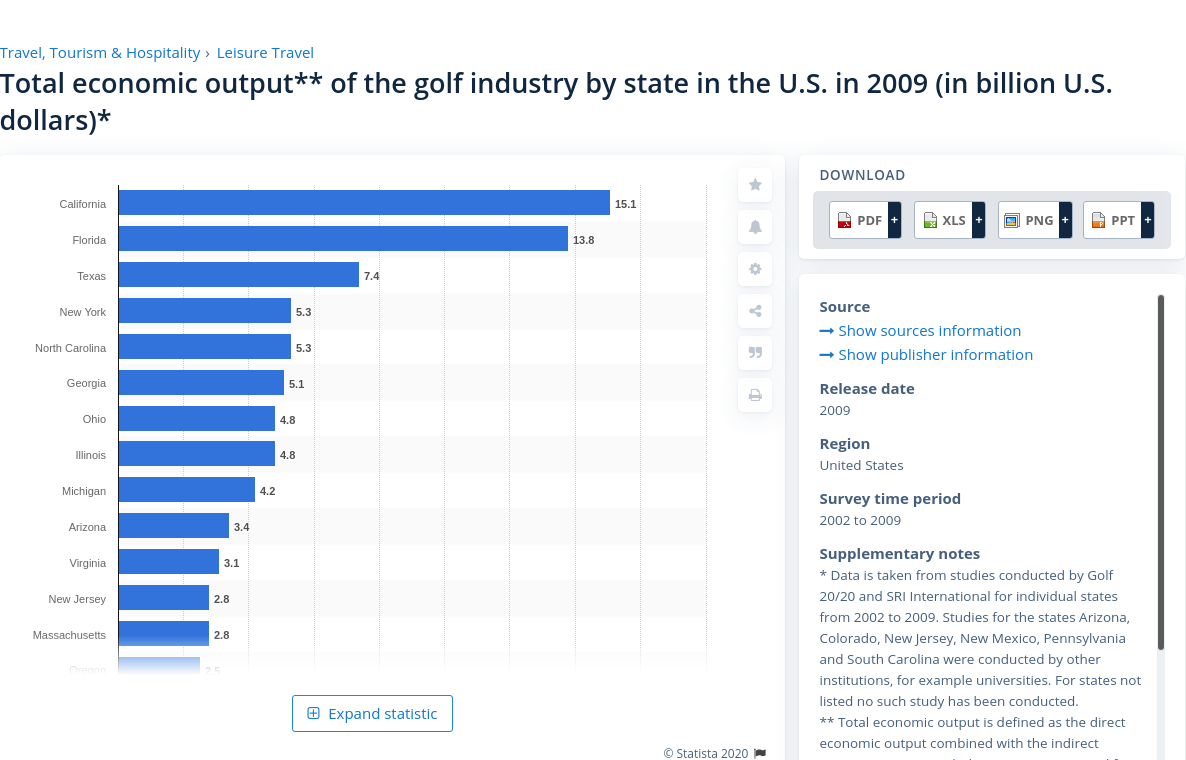 Travel, Tourism & Hospitality › Leisure Travel
Total economic output** of the golf industry by state in the U.S. in 2009 (in billion U.S.
dollars)*
California 15.1
Florida 13.8
Texas 7.4
New York 5.3
North Carolina 5.3
Georgia 5.1
Ohio 4.8
Illinois 4.8
Michigan 4.2
Arizona 3.4
Virginia 3.1
New Jersey 2.8
Massachusetts 2.8
Oregon 2.5
Expand statistic
© Statista 2020
DOWNLOAD
PDF + XLS + PNG + PPT +
Source
Show sources information
Show publisher information
Release date
2009
Region
United States
Survey time period
2002 to 2009
Supplementary notes
* Data is taken from studies conducted by Golf
20/20 and SRI International for individual states
from 2002 to 2009. Studies for the states Arizona,
Colorado, New Jersey, New Mexico, Pennsylvania
and South Carolina were conducted by other
institutions, for example universities. For states not
listed no such study has been conducted.
** Total economic output is defined as the direct
economic output combined with the indirect